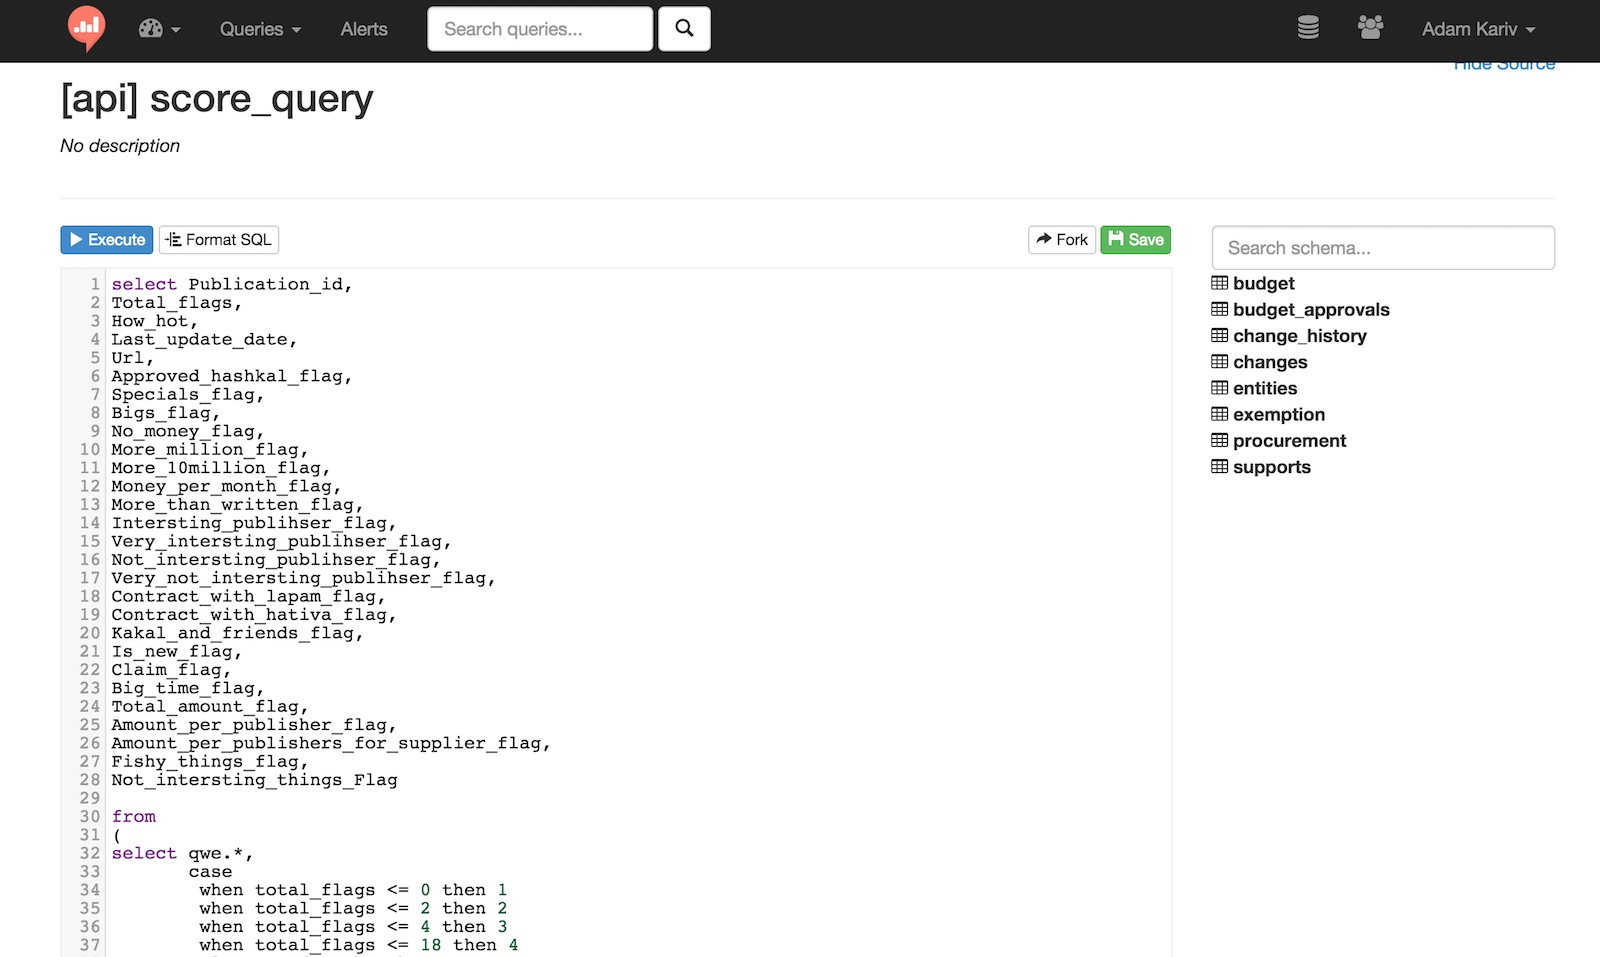 Queries
Alerts
Search queries...
Adam Kariv
Hide Source
[api] score_query
No description
Execute
Format SQL
Fork
Save
Search schema...
budget
budget_approvals
change_history
changes
entities
exemption
procurement
supports
1 select Publication_id,
2 Total_flags,
3 How_hot,
4 Last_update_date,
5 Url,
6 Approved_hashkal_flag,
7 Specials_flag,
8 Bigs_flag,
9 No_money_flag,
10 More_million_flag,
11 More_10million_flag,
12 Money_per_month_flag,
13 More_than_written_flag,
14 Intersting_publihser_flag,
15 Very_intersting_publihser_flag,
16 Not_intersting_publihser_flag,
17 Very_not_intersting_publihser_flag,
18 Contract_with_lapam_flag,
19 Contract_with_hativa_flag,
20 Kakal_and_friends_flag,
21 Is_new_flag,
22 Claim_flag,
23 Big_time_flag,
24 Total_amount_flag,
25 Amount_per_publisher_flag,
26 Amount_per_publishers_for_supplier_flag,
27 Fishy_things_flag,
28 Not_intersting_things_Flag
29
30 from
31 (
32 select qwe.*,
33 case
34 when total_flags <= 0 then 1
35 when total_flags <= 2 then 2
36 when total_flags <= 4 then 3
37 when total_flags <= 18 then 4